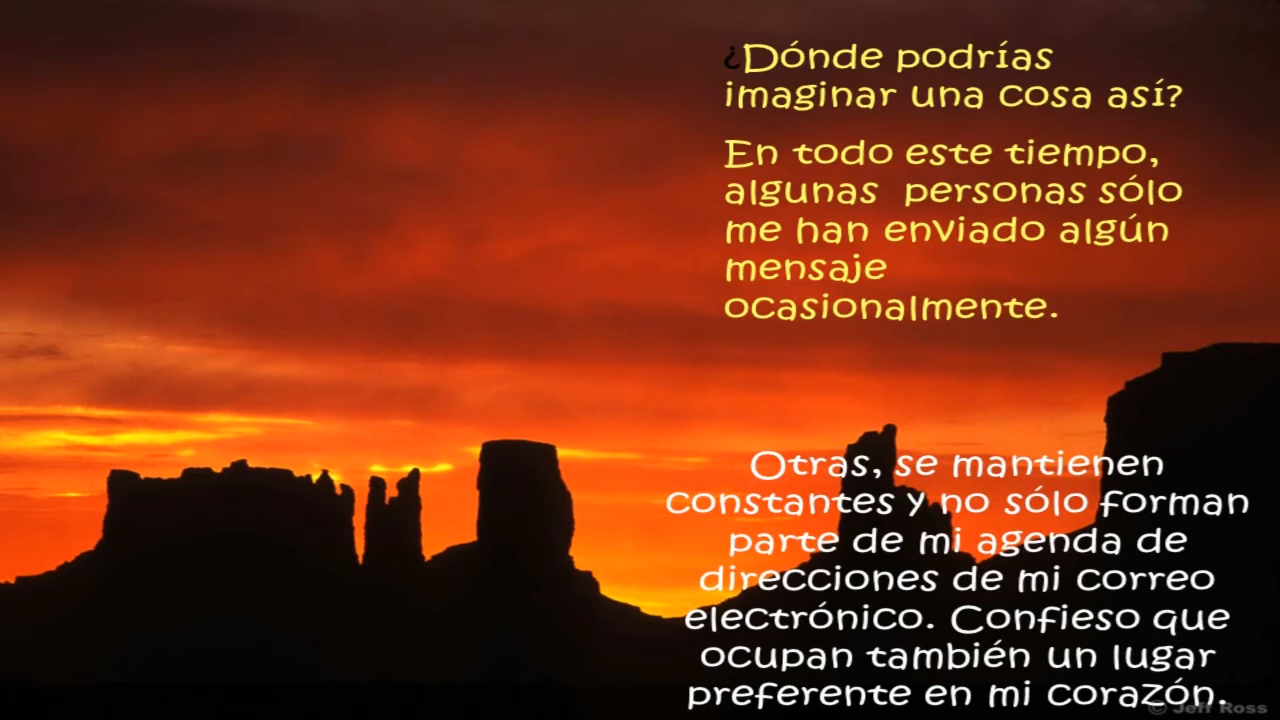 ¿Dónde podrías
imaginar una cosa así?
En todo este tiempo,
algunas  personas sólo
me han enviado algún
mensaje
ocasionalmente.
Otras, se mantienen
constantes y no sólo forman
parte de mi agenda de
direcciones de mi correo
electrónico. Confieso que
ocupan también un lugar
preferente en mi corazón.
© Jeff Ross